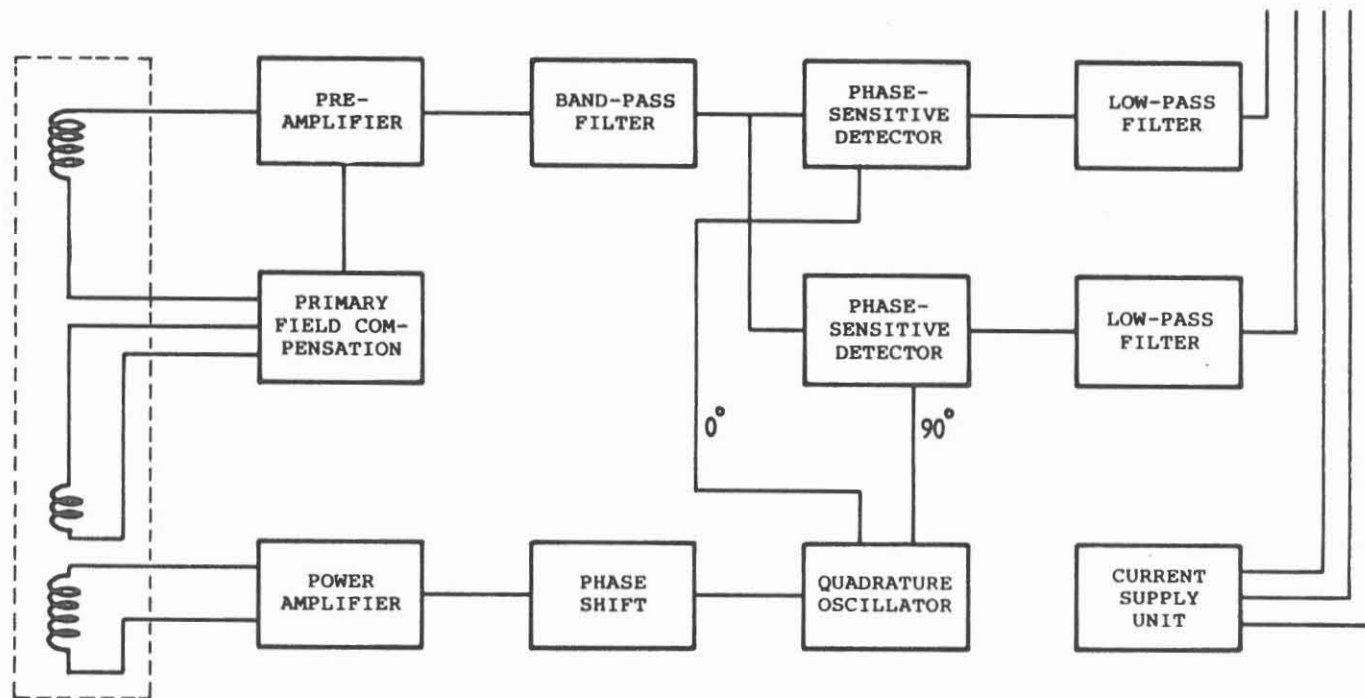 PRE-
AMPLIFIER
BAND-PASS
FILTER
PHASE-
SENSITIVE
DETECTOR
LOW-PASS
FILTER
PRIMARY
FIELD COM-
PENSATION
PHASE-
SENSITIVE
DETECTOR
LOW-PASS
FILTER
0°
90°
POWER
AMPLIFIER
PHASE
SHIFT
QUADRATURE
OSCILLATOR
CURRENT
SUPPLY
UNIT